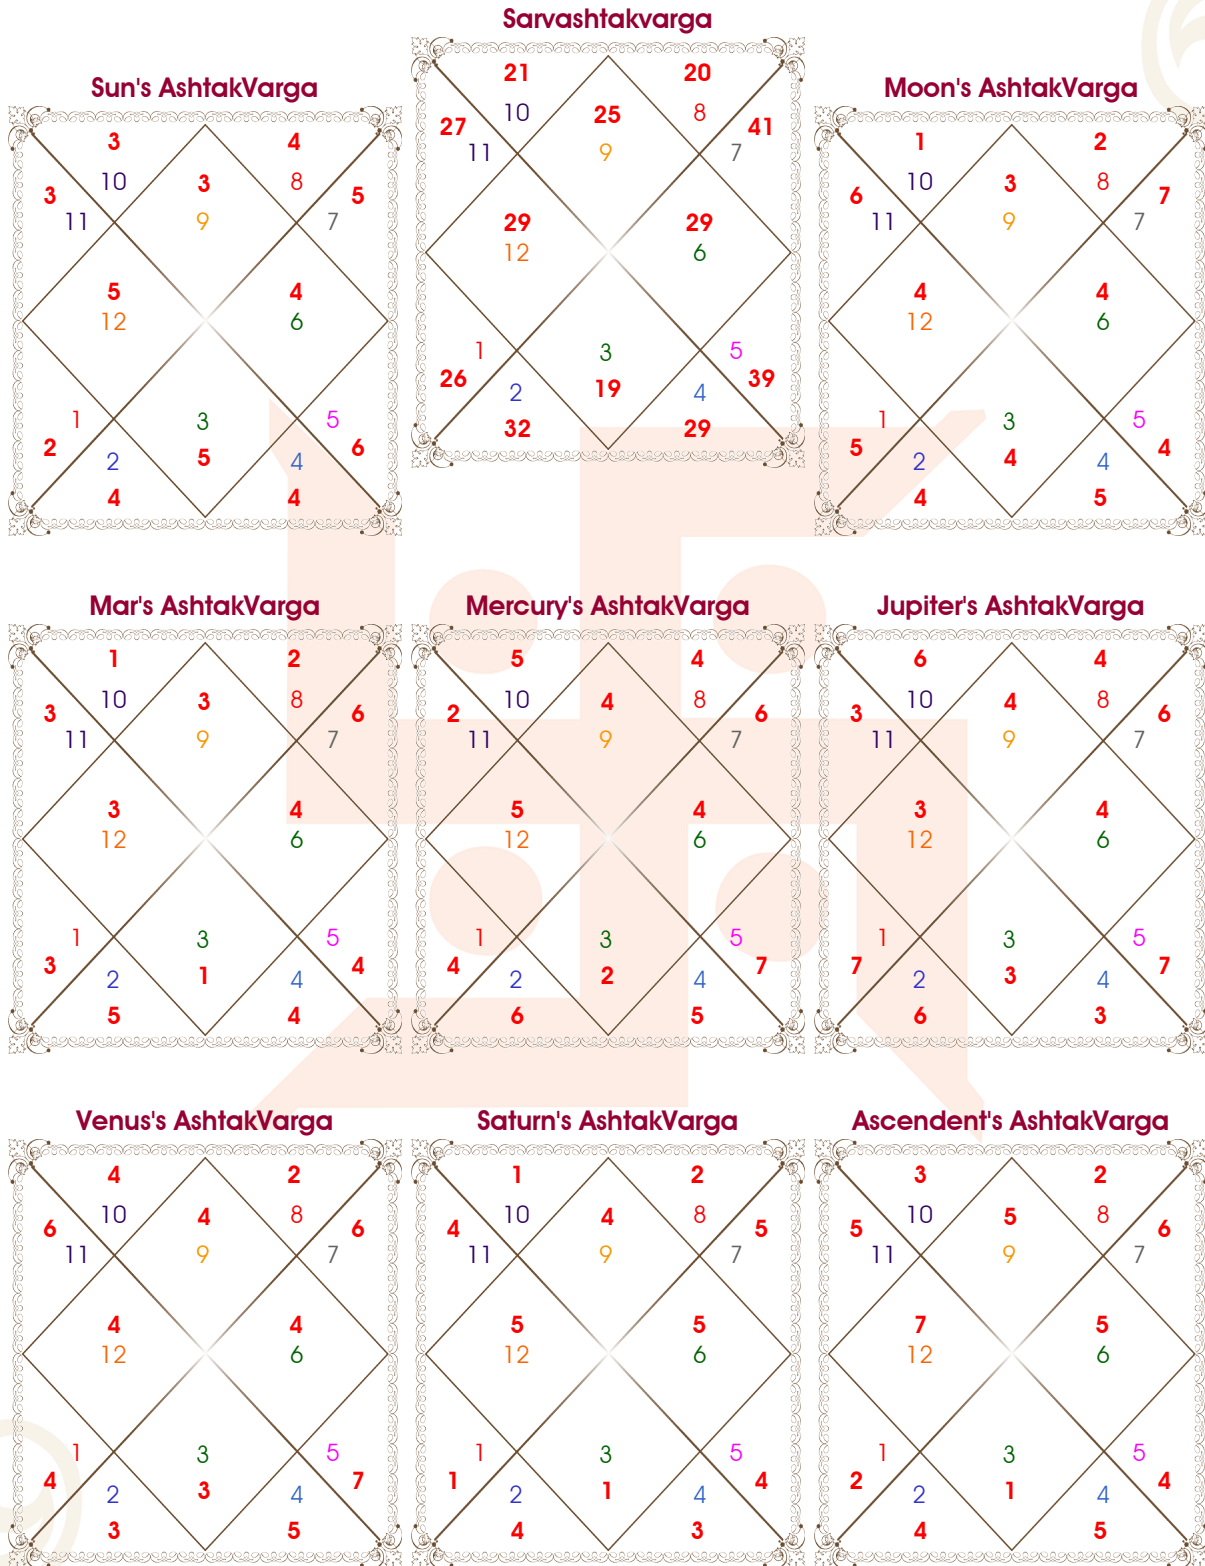 Sarvashtakvarga
21 20
10 25 8
27 41
11 9 7
29 29
12 6
1 3 5
26 19 39
2 4
32 29
Sun's AshtakVarga
3 4
10 3 8
3 5
11 9 7
5 4
12 6
1 3 5
2 5 6
2 4
4 4
Moon's AshtakVarga
1 2
10 3 8
6 7
11 9 7
4 4
12 6
1 3 5
5 4 4
2 4
4 5
Mar's AshtakVarga
1 2
10 3 8
3 6
11 9 7
3 4
12 6
1 3 5
3 1 4
2 4
5 4
Mercury's AshtakVarga
5 4
10 4 8
2 6
11 9 7
5 4
12 6
1 3 5
4 2 7
2 4
6 5
Jupiter's AshtakVarga
6 4
10 4 8
3 6
11 9 7
3 4
12 6
1 3 5
7 3 7
2 4
6 3
Venus's AshtakVarga
4 2
10 4 8
6 6
11 9 7
4 4
12 6
1 3 5
4 3 7
2 4
3 5
Saturn's AshtakVarga
1 2
10 4 8
4 5
11 9 7
5 5
12 6
1 3 5
1 1 4
2 4
4 3
Ascendent's AshtakVarga
3 2
10 5 8
5 6
11 9 7
7 5
12 6
1 3 5
2 1 4
2 4
4 5